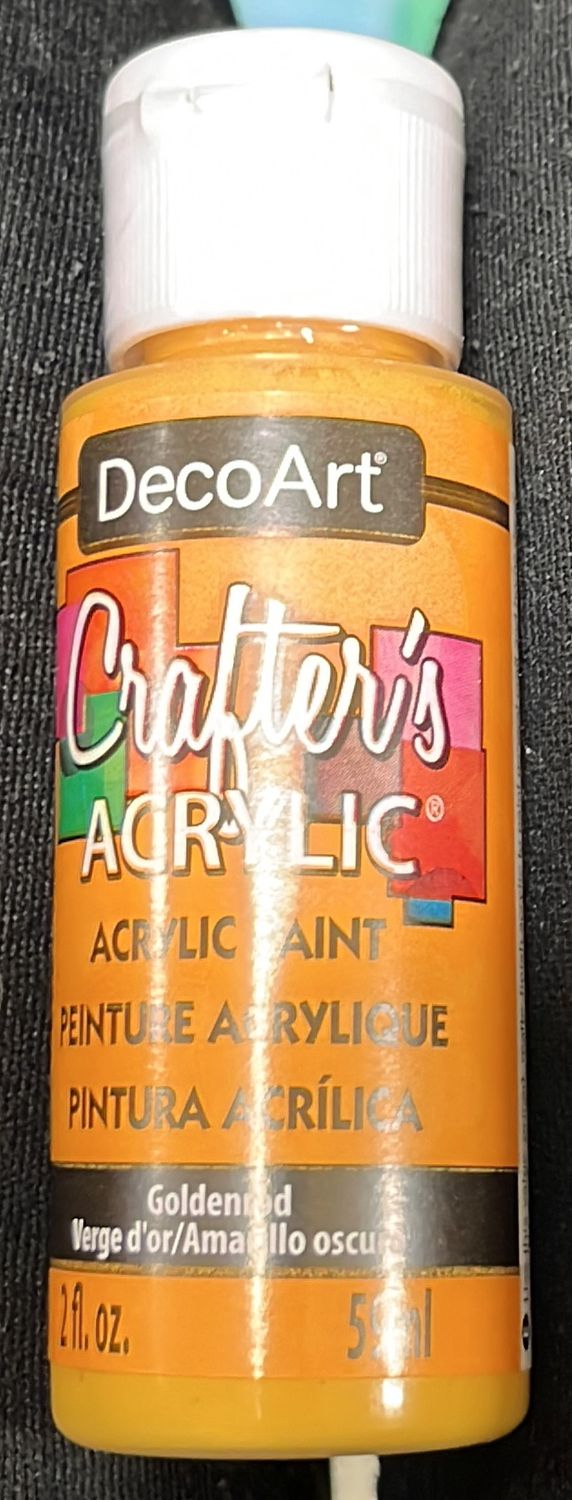 DecoArt®
Crafter's
ACRYLIC®
ACRYLIC PAINT
PEINTURE ACRYLIQUE
PINTURA ACRÍLICA
Goldenrod
Verge d'or/Amarillo oscuro
2 fl. oz. 59 ml